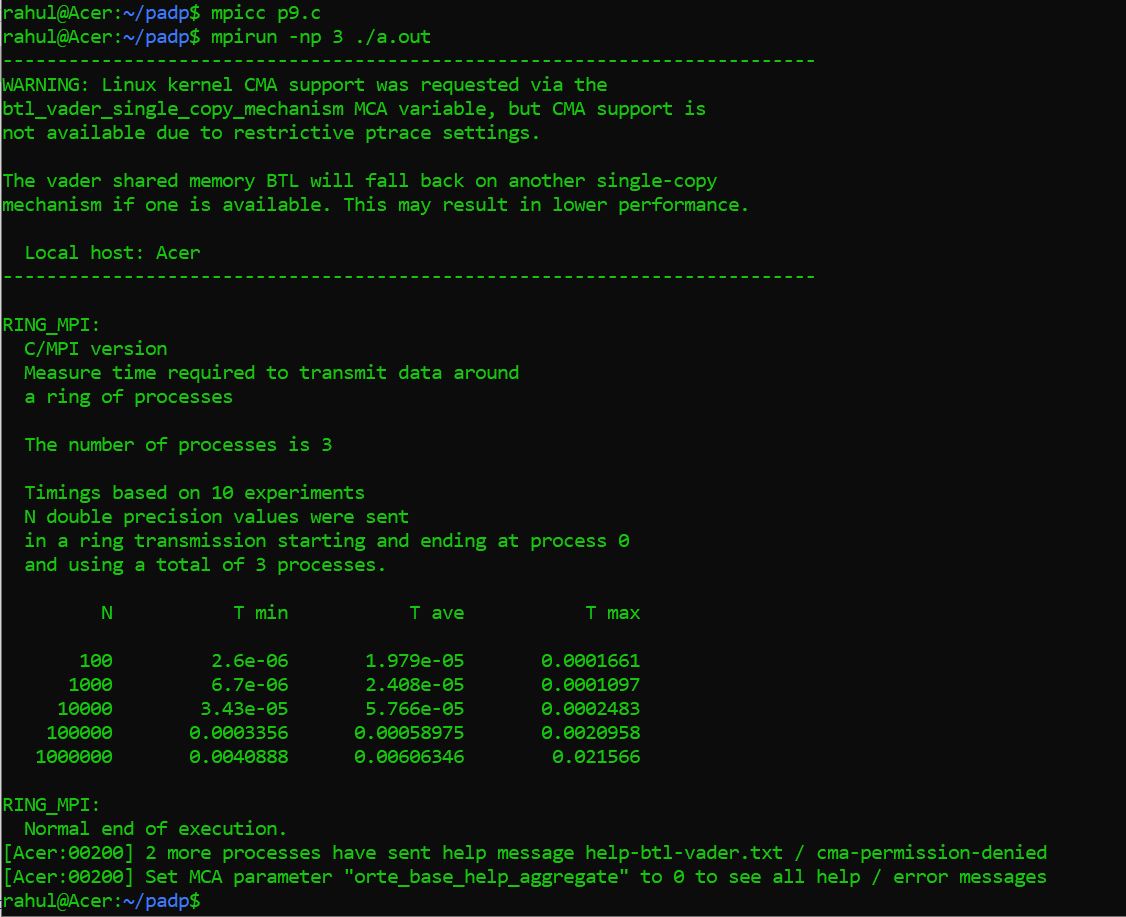 rahul@Acer:~/padp$ mpicc p9.c
rahul@Acer:~/padp$ mpirun -np 3 ./a.out
--------------------------------------------------------------------------
WARNING: Linux kernel CMA support was requested via the
btl_vader_single_copy_mechanism MCA variable, but CMA support is
not available due to restrictive ptrace settings.

The vader shared memory BTL will fall back on another single-copy
mechanism if one is available. This may result in lower performance.

  Local host: Acer
--------------------------------------------------------------------------

RING_MPI:
  C/MPI version
  Measure time required to transmit data around
  a ring of processes

  The number of processes is 3

  Timings based on 10 experiments
  N double precision values were sent
  in a ring transmission starting and ending at process 0
  and using a total of 3 processes.

         N           T min           T ave           T max

       100         2.6e-06       1.979e-05       0.0001661
      1000         6.7e-06       2.408e-05       0.0001097
     10000        3.43e-05       5.766e-05       0.0002483
    100000       0.0003356      0.00058975       0.0020958
   1000000       0.0040888      0.00606346        0.021566

RING_MPI:
  Normal end of execution.
[Acer:00200] 2 more processes have sent help message help-btl-vader.txt / cma-permission-denied
[Acer:00200] Set MCA parameter "orte_base_help_aggregate" to 0 to see all help / error messages
rahul@Acer:~/padp$